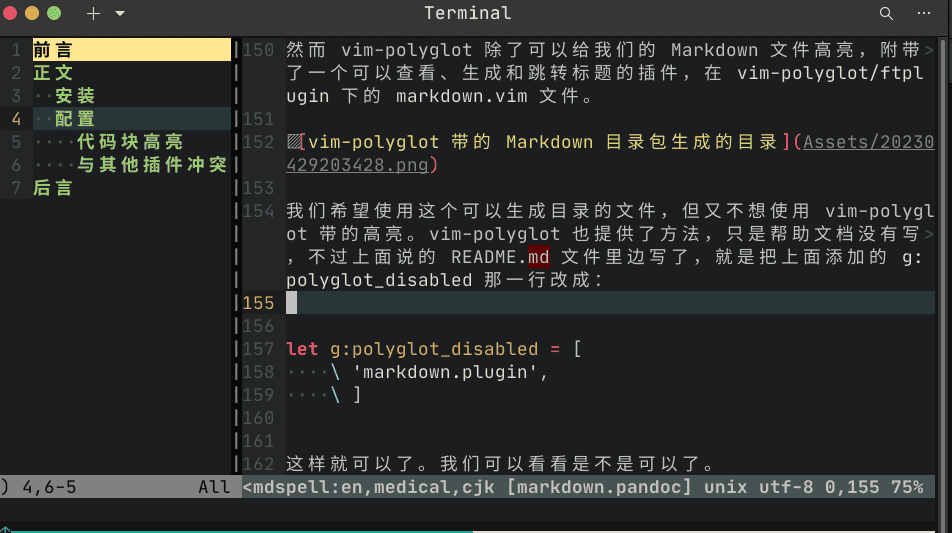 Terminal
1 前言
2 正文
3 ··安装
4 ··配置
5 ····代码块高亮
6 ····与其他插件冲突
7 后言
) 4,6-5 All
150 然而 vim-polyglot 除了可以给我们的 Markdown 文件高亮，附带>
了一个可以查看、生成和跳转标题的插件，在 vim-polyglot/ftpl
ugin 下的 markdown.vim 文件。
151
152 [vim-polyglot 带的 Markdown 目录包生成的目录](Assets/20230
429203428.png)
153
154 我们希望使用这个可以生成目录的文件，但又不想使用 vim-polygl
ot 带的高亮。vim-polyglot 也提供了方法，只是帮助文档没有写>
，不过上面说的 README.md 文件里边写了，就是把上面添加的 g:
polyglot_disabled 那一行改成：
155
156
157 let g:polyglot_disabled = [
158 ····\ 'markdown.plugin',
159 ····\ ]
160
161
162 这样就可以了。我们可以看看是不是可以了。
<mdspell:en,medical,cjk [markdown.pandoc] unix utf-8 0,155 75%